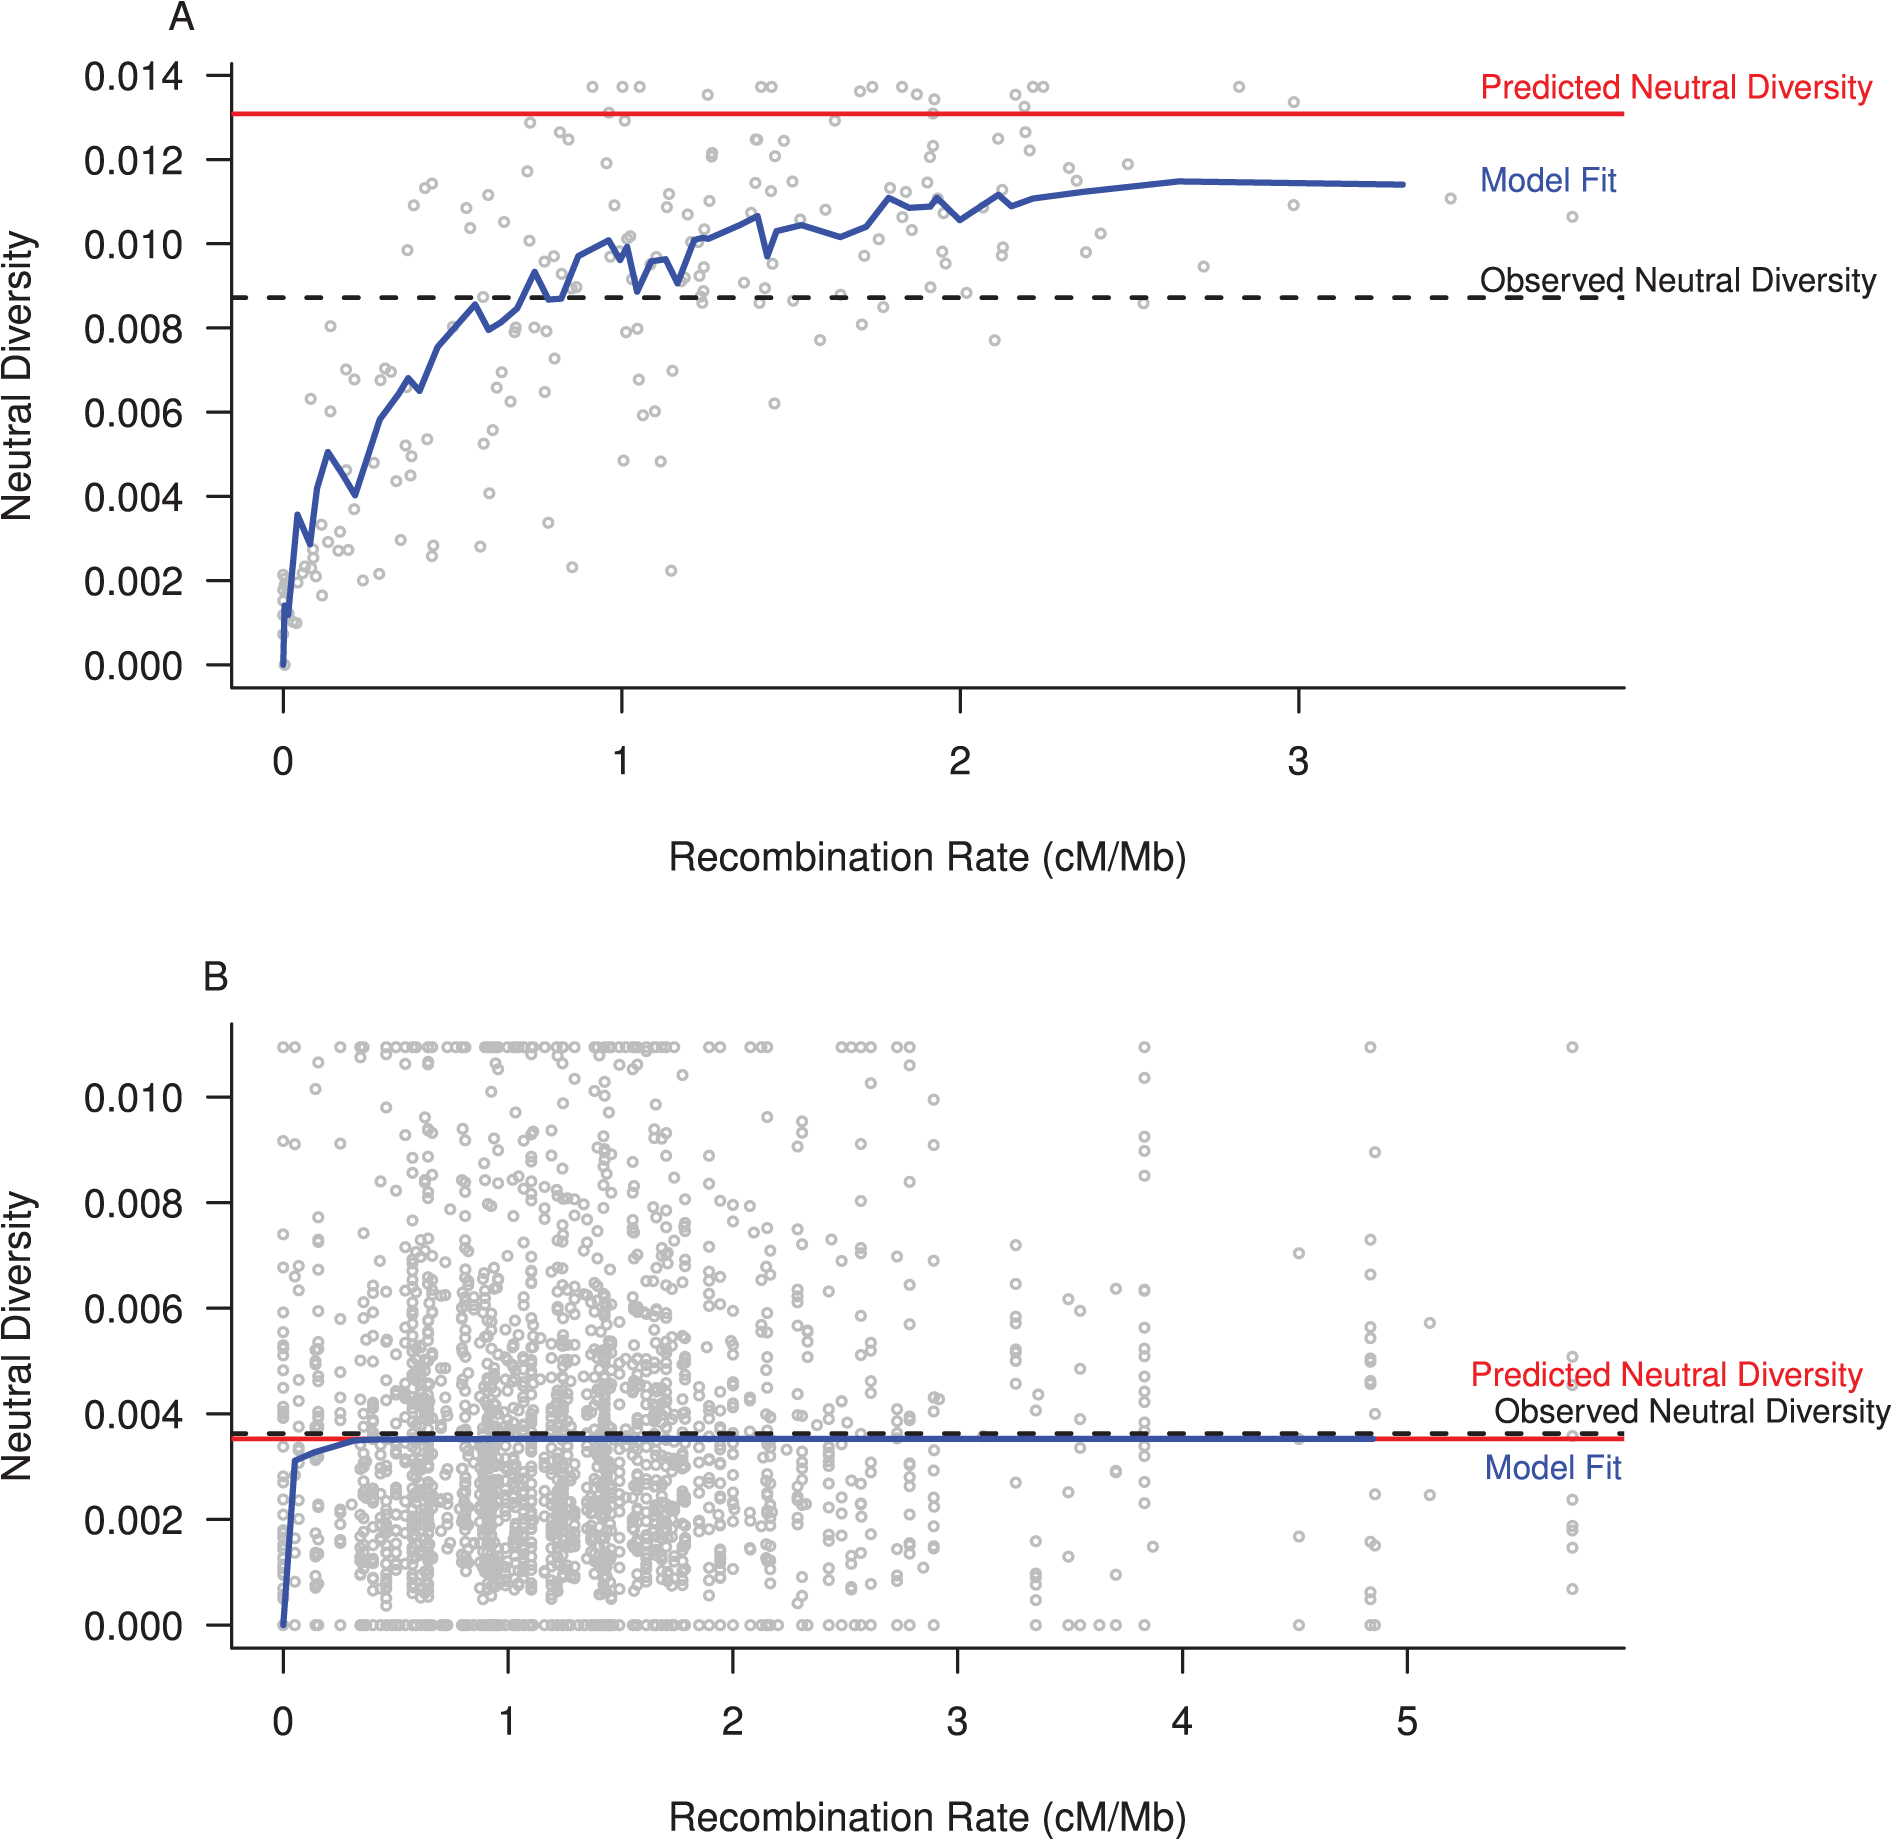 A
0.014
0.012
0.010
0.008
0.006
0.004
0.002
0.000
Neutral Diversity
Predicted Neutral Diversity
Model Fit
Observed Neutral Diversity
0 1 2 3
Recombination Rate (cM/Mb)
B
0.010
0.008
0.006
0.004
0.002
0.000
Neutral Diversity
Predicted Neutral Diversity
Observed Neutral Diversity
Model Fit
0 1 2 3 4 5
Recombination Rate (cM/Mb)